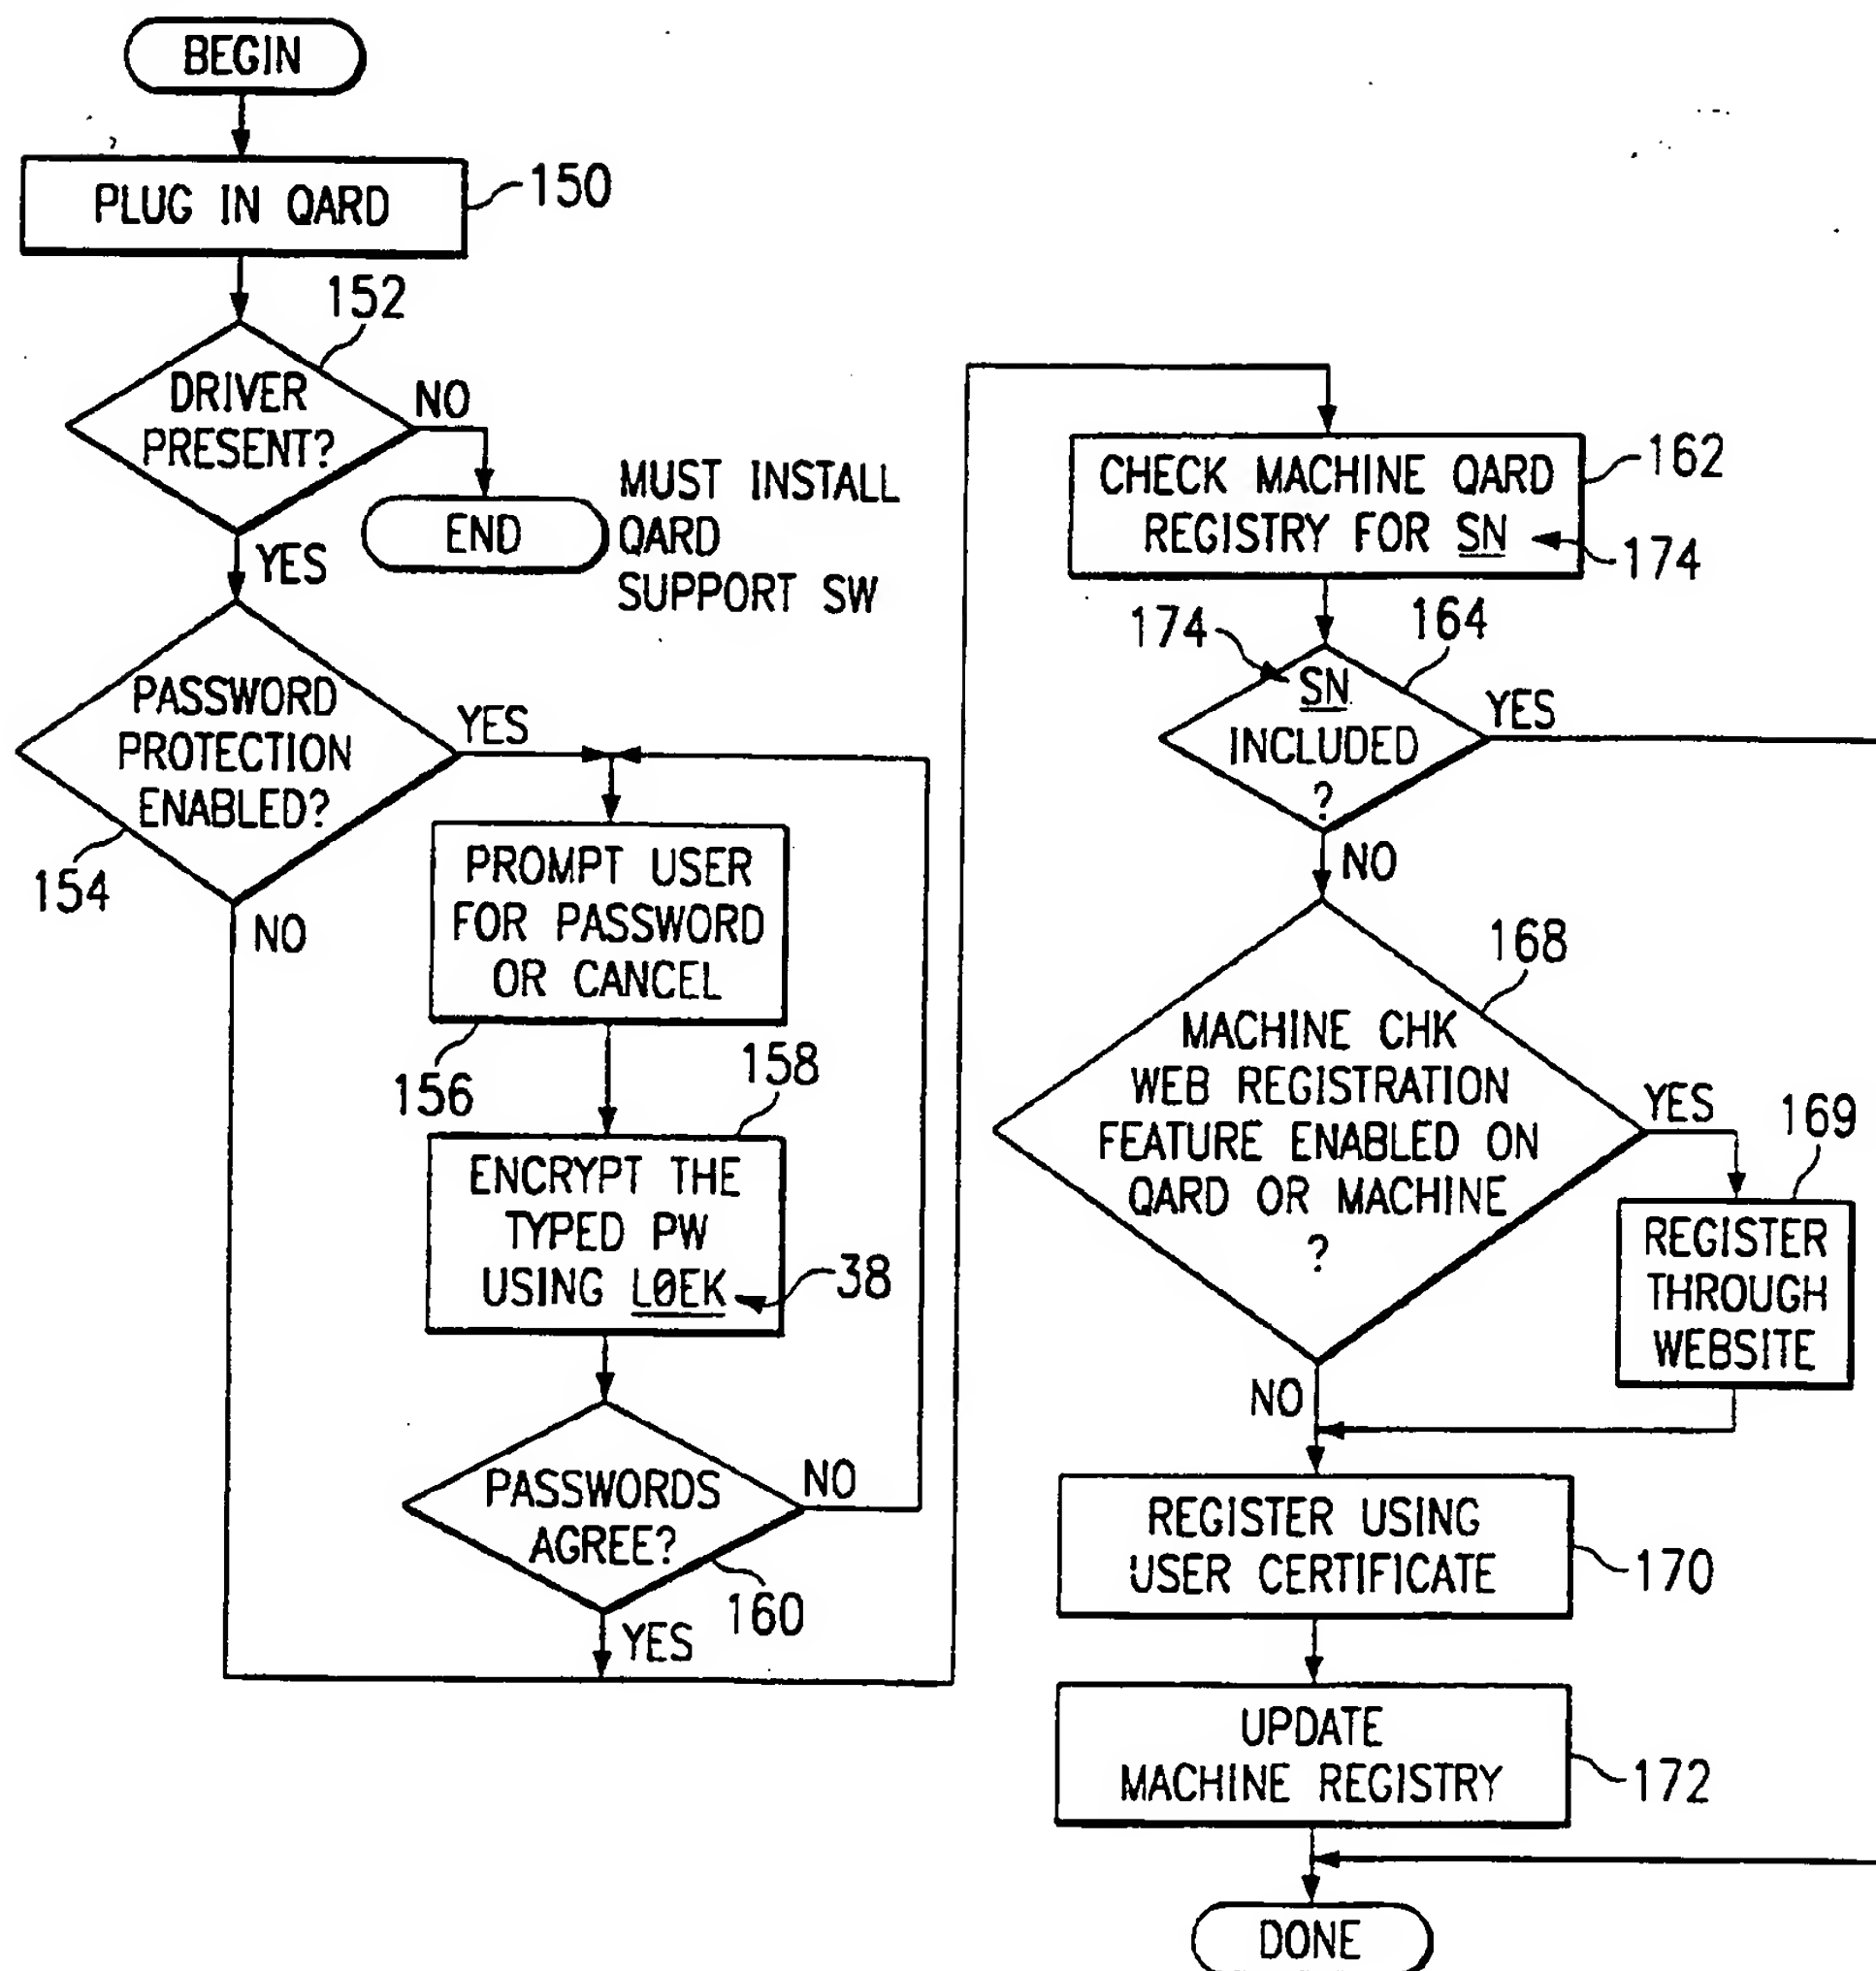 BEGIN
PLUG IN QARD
150
152
DRIVER
PRESENT?
NO
END
MUST INSTALL
QARD
SUPPORT SW
YES
PASSWORD
PROTECTION
ENABLED?
154
YES
NO
PROMPT USER
FOR PASSWORD
OR CANCEL
156
158
ENCRYPT THE
TYPED PW
USING LØEK
38
PASSWORDS
AGREE?
NO
160
YES
CHECK MACHINE QARD
REGISTRY FOR SN
162
174
174
164
SN
INCLUDED
?
YES
NO
168
MACHINE CHK
WEB REGISTRATION
FEATURE ENABLED ON
QARD OR MACHINE
?
YES
169
REGISTER
THROUGH
WEBSITE
NO
REGISTER USING
USER CERTIFICATE
170
UPDATE
MACHINE REGISTRY
172
DONE